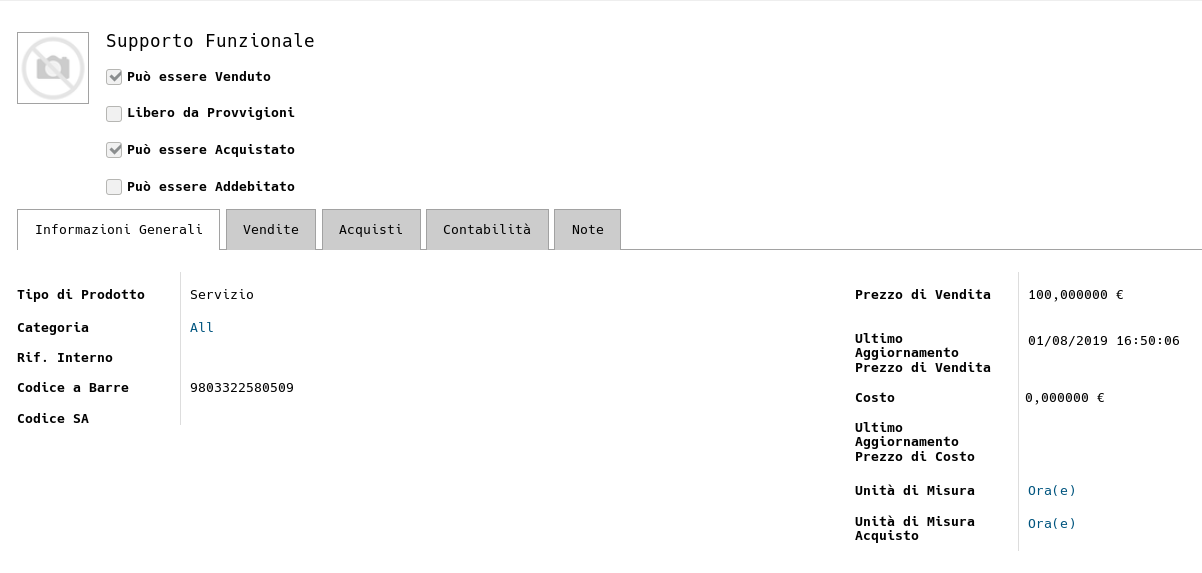 Supporto Funzionale
Può essere Venduto
Libero da Provvigioni
Può essere Acquistato
Può essere Addebitato
Informazioni Generali Vendite Acquisti Contabilità Note
Tipo di Prodotto Servizio
Categoria All
Rif. Interno
Codice a Barre 9803322580509
Codice SA
Prezzo di Vendita 100,000000 €
Ultimo
Aggiornamento 01/08/2019 16:50:06
Prezzo di Vendita
Costo 0,000000 €
Ultimo
Aggiornamento
Prezzo di Costo
Unità di Misura Ora(e)
Unità di Misura Ora(e)
Acquisto